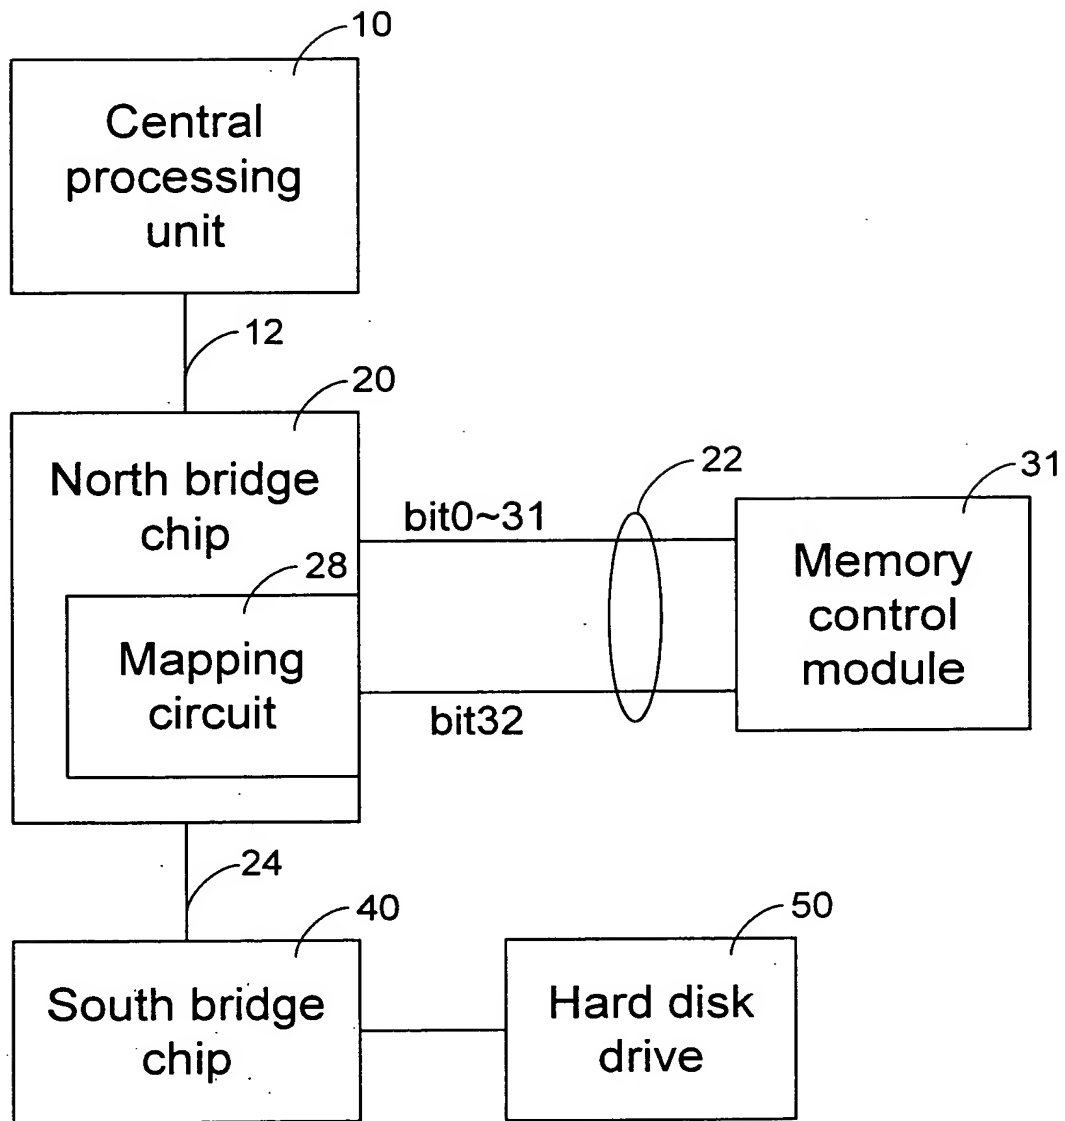 10
Central
processing
unit
12
20
North bridge
chip
22
31
bit0~31
Memory
control
module
28
Mapping
circuit
bit32
24
40
50
South bridge
chip
Hard disk
drive